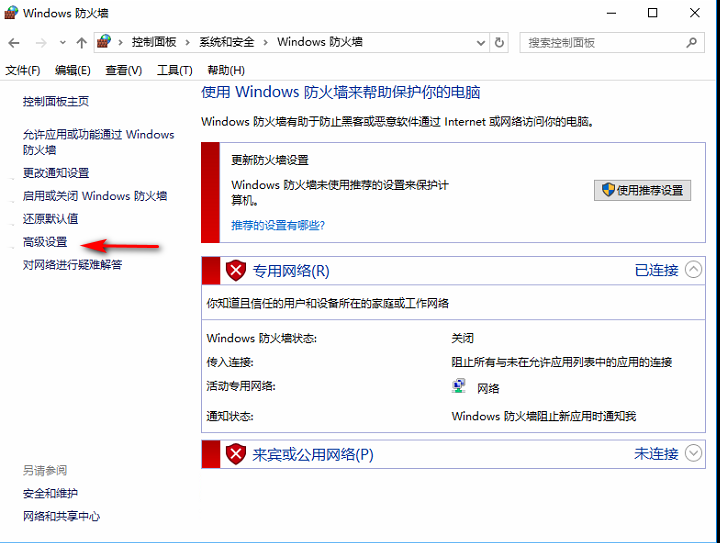 Windows 防火墙
控制面板 系统和安全 Windows 防火墙
搜索控制面板
文件(F) 编辑(E) 查看(V) 工具(T) 帮助(H)
控制面板主页
允许应用或功能通过 Windows
防火墙
更改通知设置
启用或关闭 Windows 防火墙
还原默认值
高级设置
对网络进行疑难解答
另请参阅
安全和维护
网络和共享中心
使用 Windows 防火墙来帮助保护你的电脑
Windows 防火墙有助于防止黑客或恶意软件通过 Internet 或网络访问你的电脑。
更新防火墙设置
Windows 防火墙未使用推荐的设置来保护计
算机。
使用推荐设置
推荐的设置有哪些?
专用网络(R) 已连接
你知道且信任的用户和设备所在的家庭或工作网络
Windows 防火墙状态: 关闭
传入连接: 阻止所有与未在允许应用列表中的应用的连接
活动专用网络: 网络
通知状态: Windows 防火墙阻止新应用时通知我
来宾或公用网络(P) 未连接